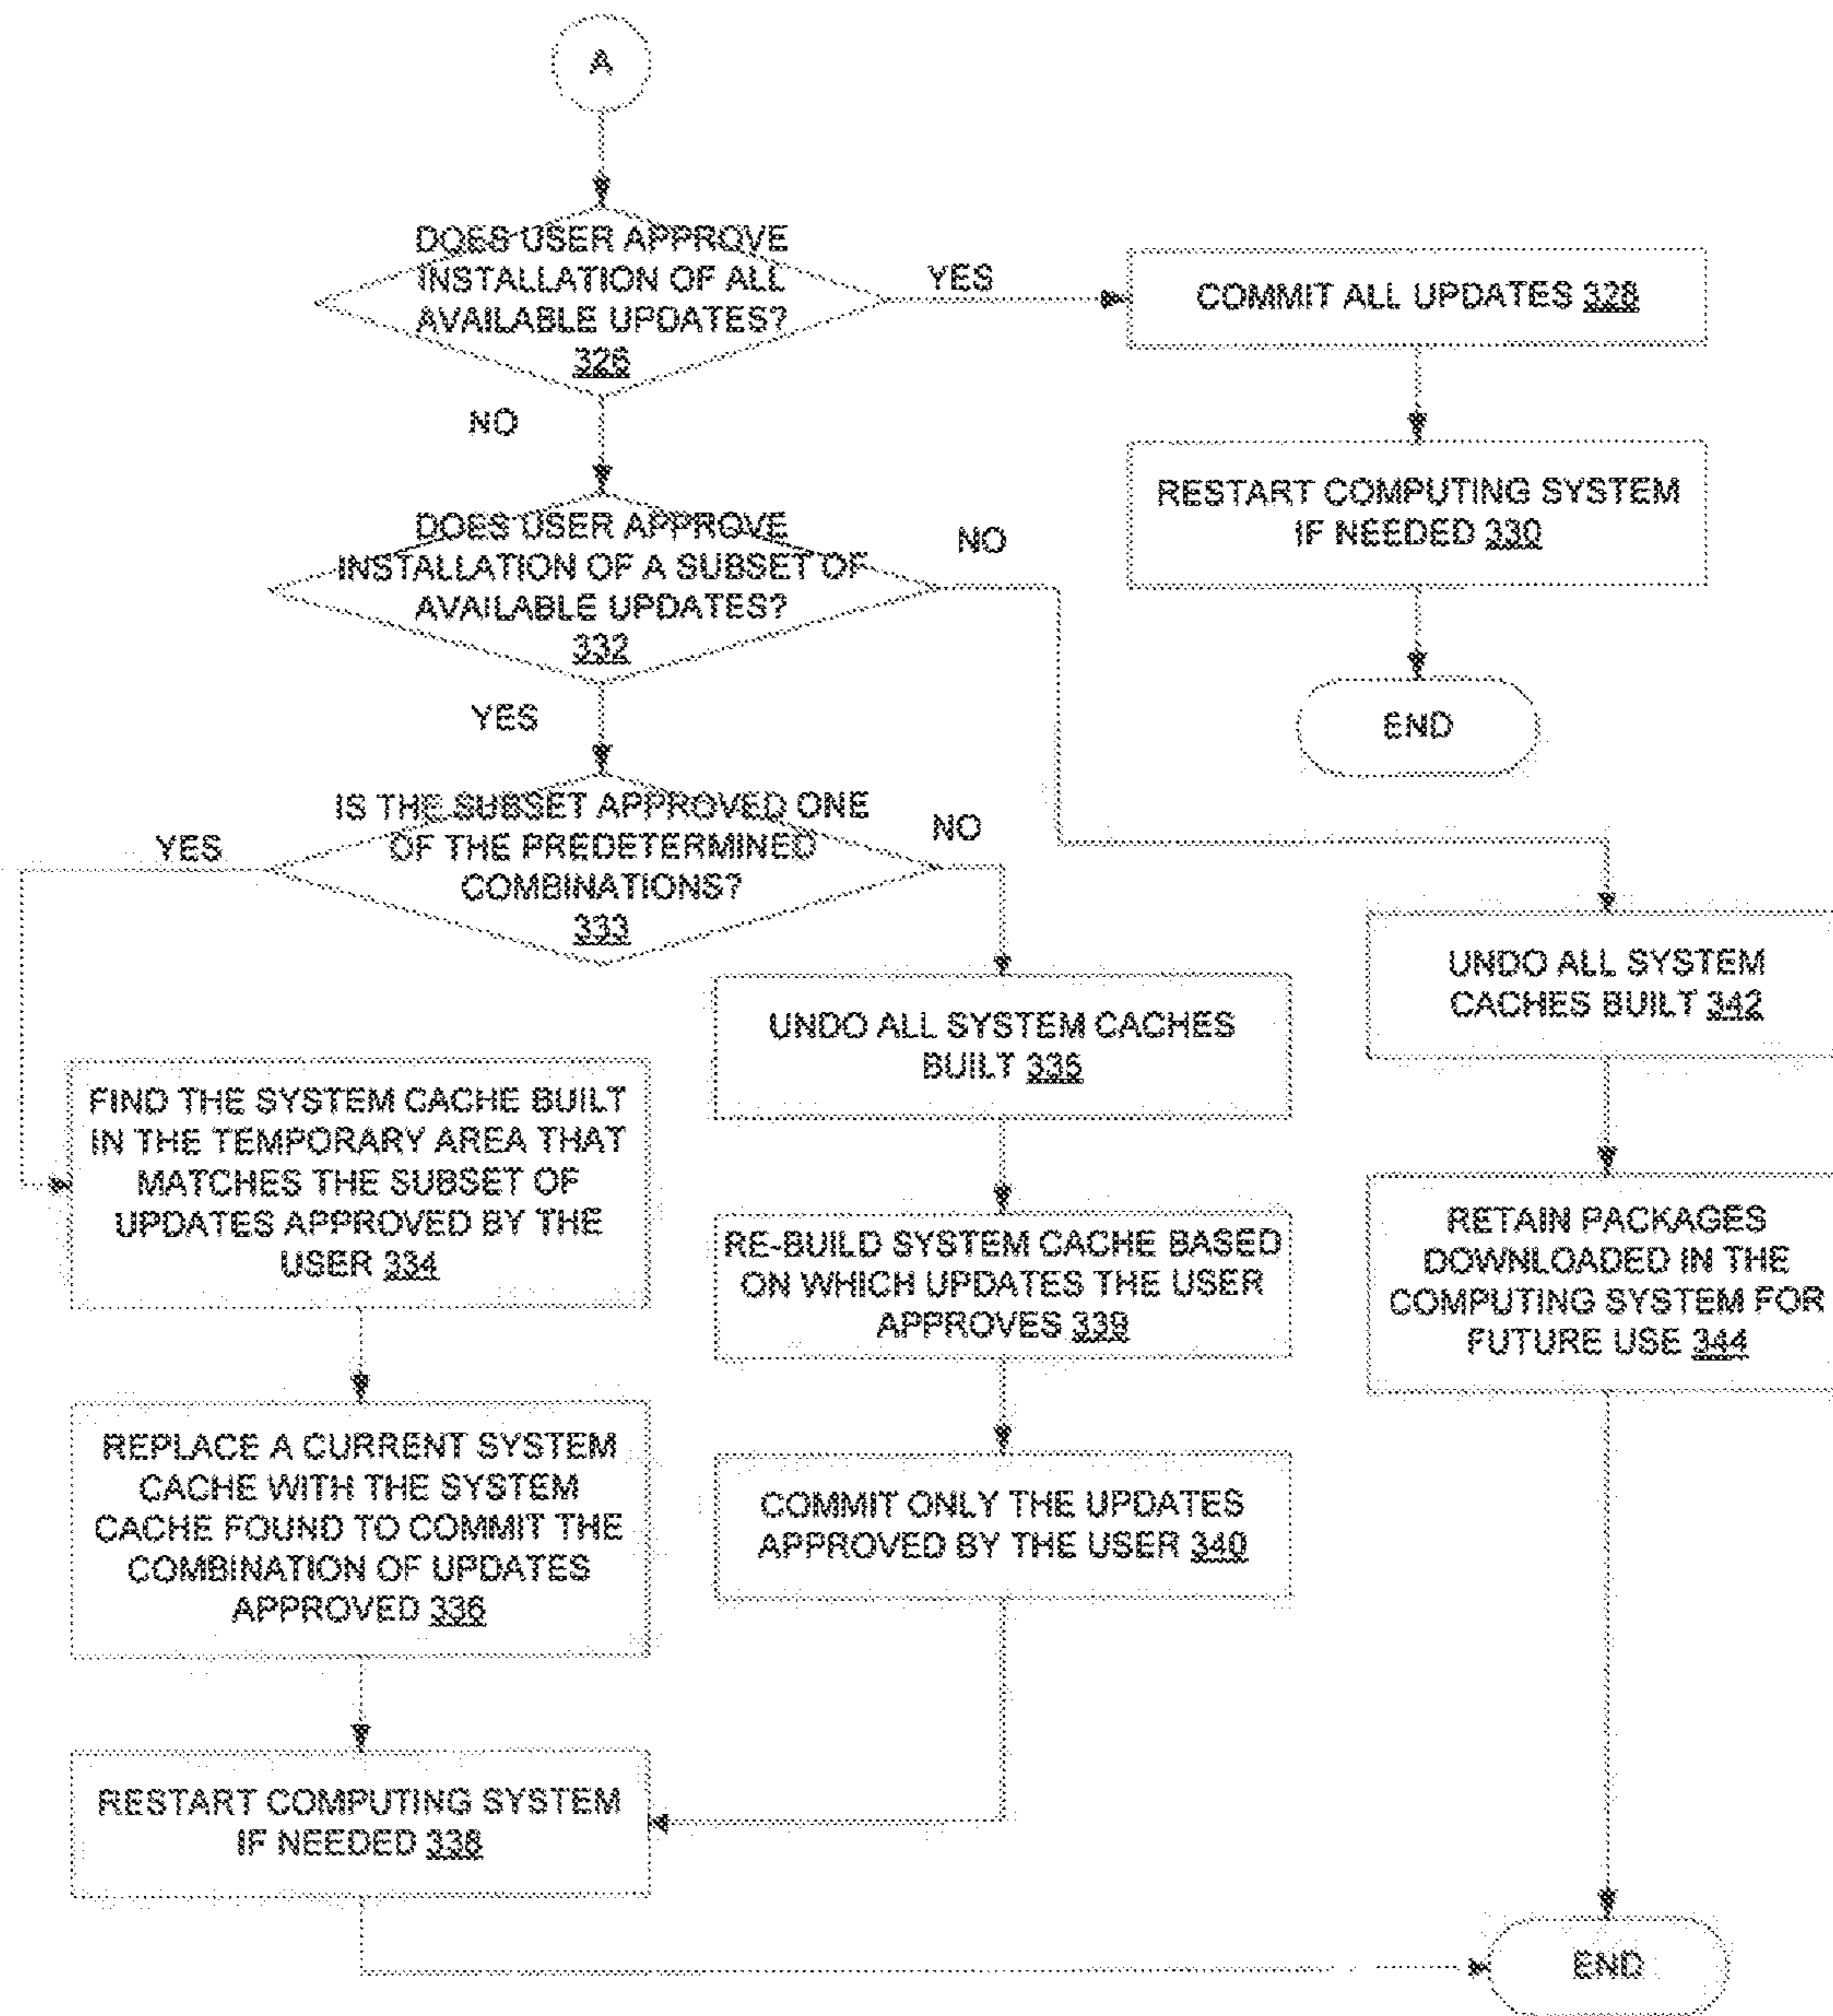 A
DOES USER APPROVE
INSTALLATION OF ALL
AVAILABLE UPDATES?
326
YES
COMMIT ALL UPDATES 328
NO
RESTART COMPUTING SYSTEM
IF NEEDED 330
END
DOES USER APPROVE
INSTALLATION OF A SUBSET OF
AVAILABLE UPDATES?
332
NO
YES
IS THE SUBSET APPROVED ONE
OF THE PREDETERMINED
COMBINATIONS?
333
YES
NO
FIND THE SYSTEM CACHE BUILT
IN THE TEMPORARY AREA THAT
MATCHES THE SUBSET OF
UPDATES APPROVED BY THE
USER 334
REPLACE A CURRENT SYSTEM
CACHE WITH THE SYSTEM
CACHE FOUND TO COMMIT THE
COMBINATION OF UPDATES
APPROVED 336
RESTART COMPUTING SYSTEM
IF NEEDED 338
UNDO ALL SYSTEM CACHES
BUILT 335
RE-BUILD SYSTEM CACHE BASED
ON WHICH UPDATES THE USER
APPROVES 339
COMMIT ONLY THE UPDATES
APPROVED BY THE USER 340
UNDO ALL SYSTEM
CACHES BUILT 342
RETAIN PACKAGES
DOWNLOADED IN THE
COMPUTING SYSTEM FOR
FUTURE USE 344
END